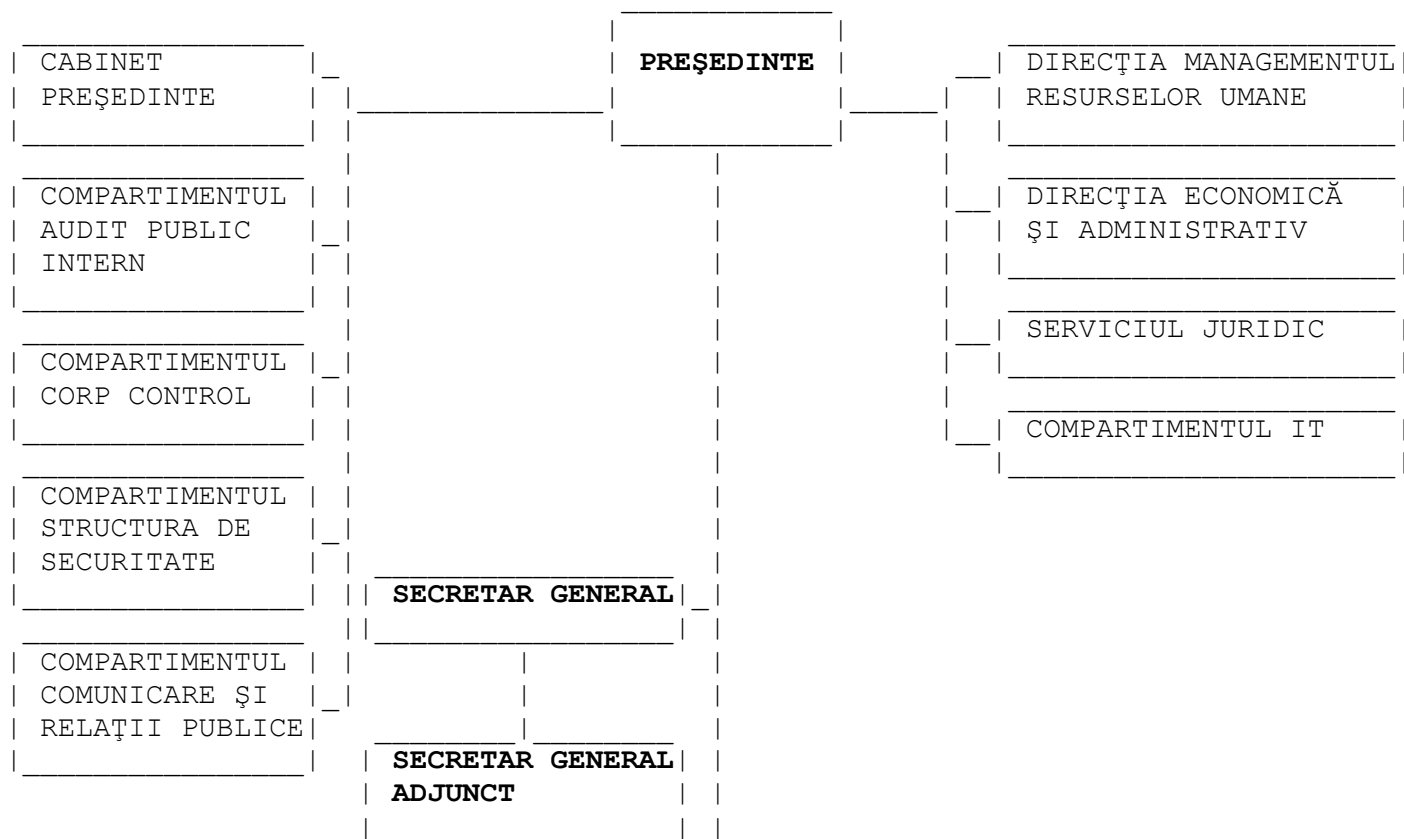 PREŞEDINTE
CABINET
PREŞEDINTE
COMPARTIMENTUL
AUDIT PUBLIC
INTERN
COMPARTIMENTUL
CORP CONTROL
COMPARTIMENTUL
STRUCTURA DE
SECURITATE
COMPARTIMENTUL
COMUNICARE ŞI
RELAŢII PUBLICE
DIRECŢIA MANAGEMENTUL
RESURSELOR UMANE
DIRECŢIA ECONOMICĂ
ŞI ADMINISTRATIV
SERVICIUL JURIDIC
COMPARTIMENTUL IT
SECRETAR GENERAL
SECRETAR GENERAL
ADJUNCT